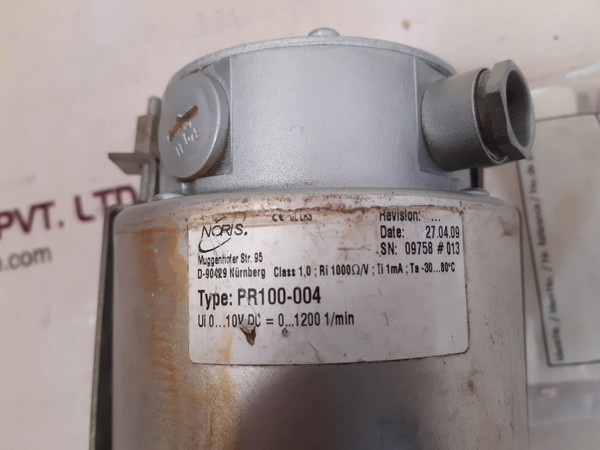 NORIS.
Revision: ...
Date: 27.04.09
SN: 09758 # 013
Muggenhofer Str. 95
D-90429 Nürnberg Class 1,0 ; Ri 1000Ω/V ; Ti 1mA ; Ta -30...80°C
Type: PR100-004
Ui 0...10V DC = 0...1200 1/min
PVT. LTD